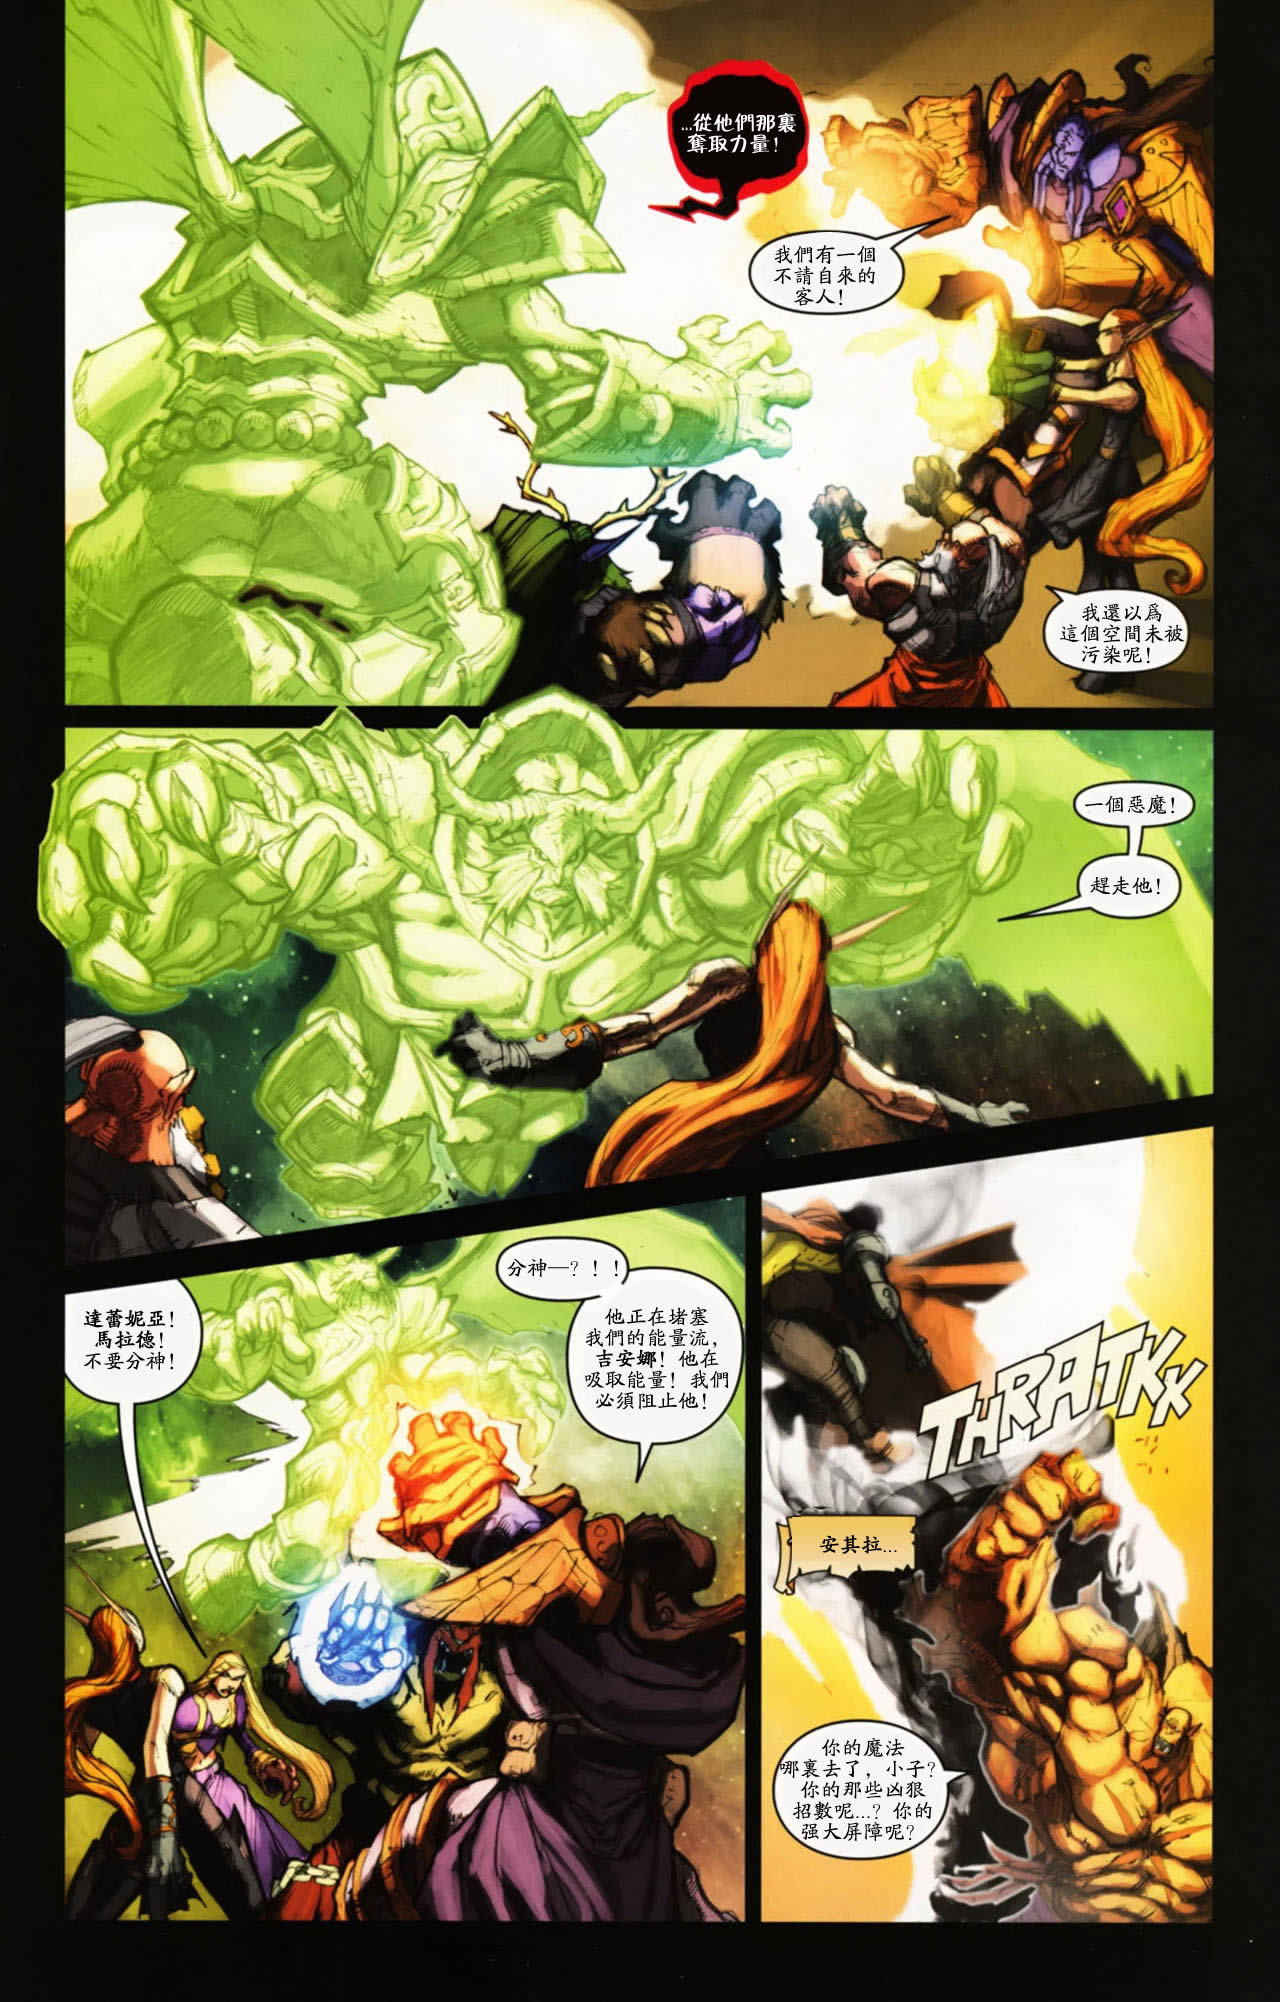 ...從他們那裏
奪取力量！
我們有一個
不請自來的
客人！
我還以爲
這個空間未被
污染呢！
一個惡魔！
趕走他！
達蕾妮亞！
馬拉德！
不要分神！
分神—？！！
他正在堵塞
我們的能量流，
吉安娜！他在
吸取能量！我們
必須阻止他！
THRATKX
安其拉...
你的魔法
哪裏去了，小子？
你的那些凶狠
招數呢...？你的
强大屏障呢？